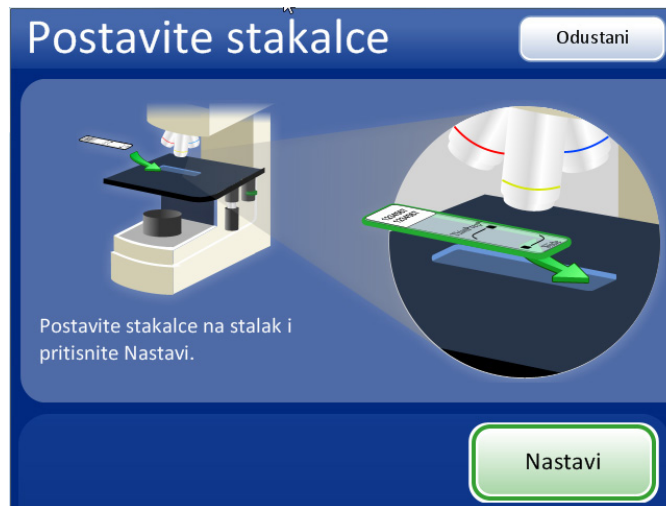 Postavite stakalce
Odustani
Postavite stakalce na stalak i
pritisnite Nastavi.
Nastavi